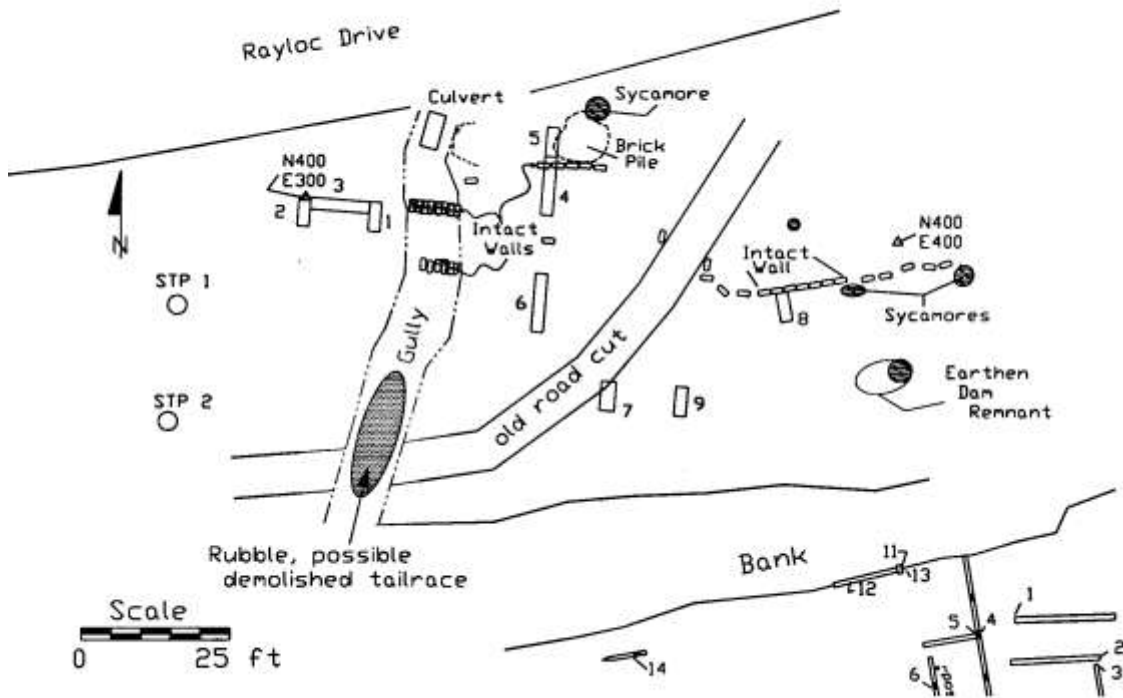 Rayloc Drive
Culvert
Sycamore
5
Brick
Pile
N400
E300
3
2
1
4
N
Intact
Walls
N400
E400
Intact
Wall
STP 1
6
8
Sycamores
Gully
STP 2
old road cut
7
9
Earthen
Dam
Remnant
Rubble, possible
demolished tailrace
Bank
11
12
13
Scale
0
25 ft
14
1
5
4
2
6
3